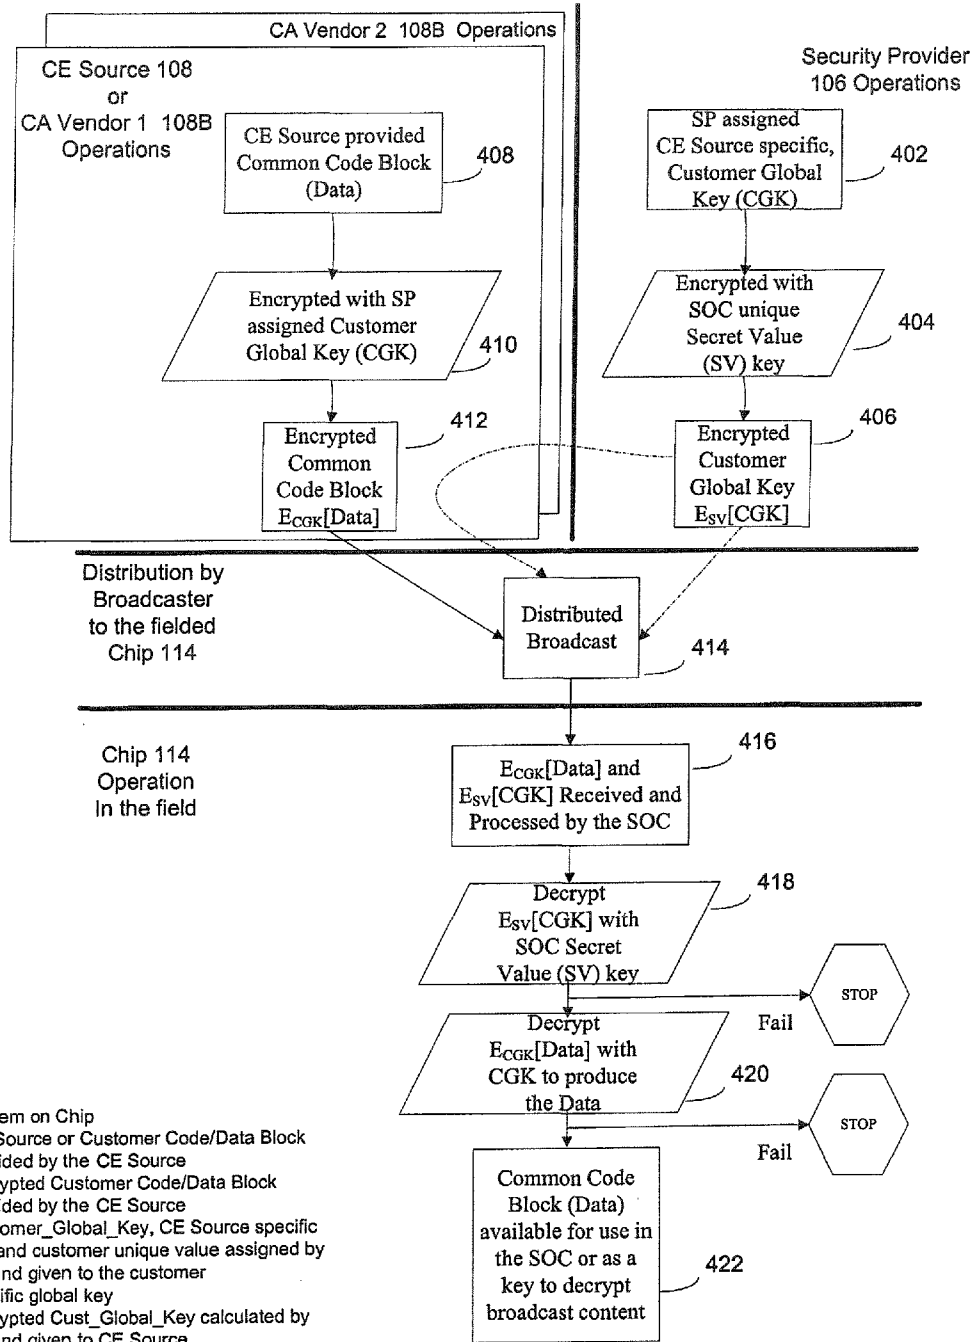 CA Vendor 2 108B Operations
CE Source 108
or
CA Vendor 1 108B
Operations
CE Source provided
Common Code Block
(Data)
408
Encrypted with SP
assigned Customer
Global Key (CGK)
410
Encrypted
Common
Code Block
ECGK[Data]
412
Security Provider
106 Operations
SP assigned
CE Source specific,
Customer Global
Key (CGK)
402
Encrypted with
SOC unique
Secret Value
(SV) key
404
Encrypted
Customer
Global Key
ESV[CGK]
406
Distribution by
Broadcaster
to the fielded
Chip 114
Distributed
Broadcast
414
Chip 114
Operation
In the field
ECGK[Data] and
ESV[CGK] Received and
Processed by the SOC
416
Decrypt
ESV[CGK] with
SOC Secret
Value (SV) key
418
STOP
Fail
Decrypt
ECGK[Data] with
CGK to produce
the Data
420
STOP
Fail
Common Code
Block (Data)
available for use in
the SOC or as a
key to decrypt
broadcast content
422
on Chip
Source or Customer Code/Data Block
by the CE Source
Customer Code/Data Block
by the CE Source
CE Source specific
and customer unique value assigned by
given to the customer
global key
Cust_Global_Key calculated by
given to CE Source